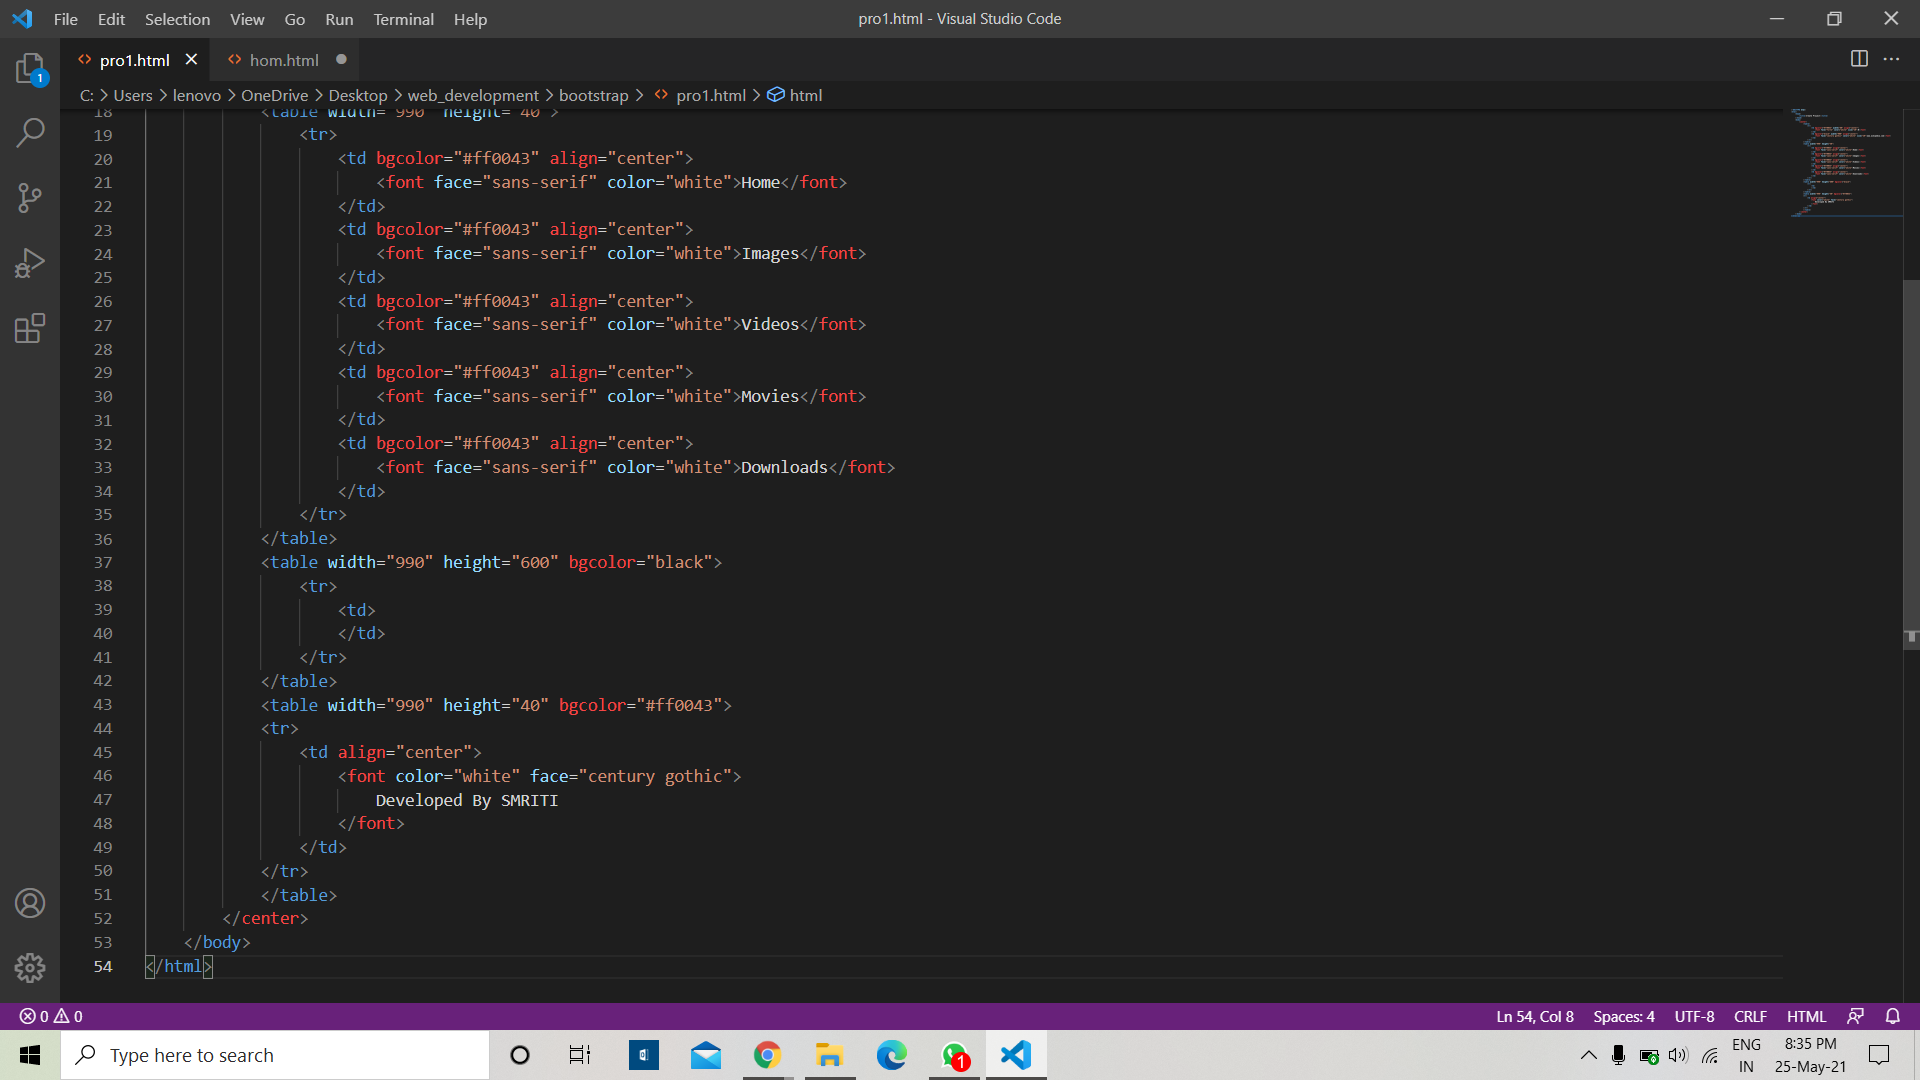 File Edit Selection View Go Run Terminal Help pro1.html - Visual Studio Code
pro1.html hom.html
C: > Users > lenovo > OneDrive > Desktop > web_development > bootstrap > pro1.html > html
18 <table width="990" height="40">
19 <tr>
20 <td bgcolor="#ff0043" align="center">
21 <font face="sans-serif" color="white">Home</font>
22 </td>
23 <td bgcolor="#ff0043" align="center">
24 <font face="sans-serif" color="white">Images</font>
25 </td>
26 <td bgcolor="#ff0043" align="center">
27 <font face="sans-serif" color="white">Videos</font>
28 </td>
29 <td bgcolor="#ff0043" align="center">
30 <font face="sans-serif" color="white">Movies</font>
31 </td>
32 <td bgcolor="#ff0043" align="center">
33 <font face="sans-serif" color="white">Downloads</font>
34 </td>
35 </tr>
36 </table>
37 <table width="990" height="600" bgcolor="black">
38 <tr>
39 <td>
40 </td>
41 </tr>
42 </table>
43 <table width="990" height="40" bgcolor="#ff0043">
44 <tr>
45 <td align="center">
46 <font color="white" face="century gothic">
47 Developed By SMRITI
48 </font>
49 </td>
50 </tr>
51 </table>
52 </center>
53 </body>
54 </html>
1
0 0 Ln 54, Col 8 Spaces: 4 UTF-8 CRLF HTML
Type here to search
1
ENG
IN
8:35 PM
25-May-21